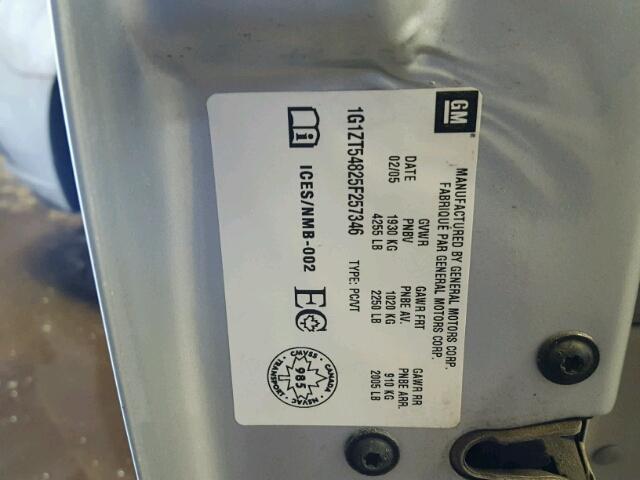 GM
MANUFACTURED BY GENERAL MOTORS CORP.
FABRIQUE PAR GENERAL MOTORS CORP.
DATE GVWR GAWR FRT GAWR RR
02/05 PNBV PNBE AV. PNBE ARR.
1930 KG 1020 KG 910 KG
4255 LB 2250 LB 2005 LB
1G1ZT54825F257346 TYPE: PC/VT
i ICES/NMB-002 EC
CMVSS CANADA
985
NSVAC TRANSPORT